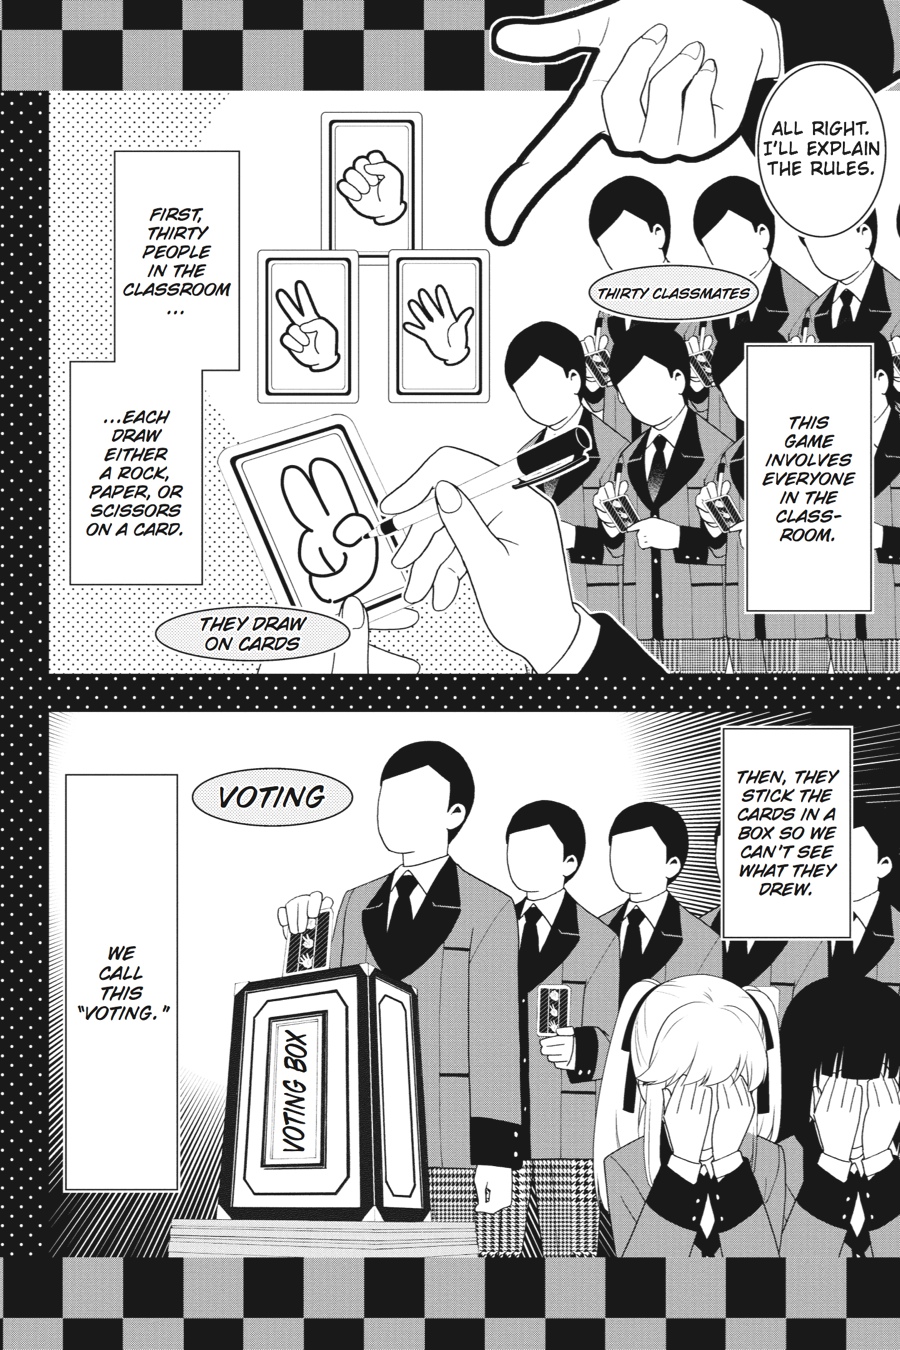 ALL RIGHT.
I'LL EXPLAIN
THE RULES.
THIRTY CLASSMATES
THIS
GAME
INVOLVES
EVERYONE
IN THE
CLASS-
ROOM.
FIRST,
THIRTY
PEOPLE
IN THE
CLASSROOM
...
...EACH
DRAW
EITHER
A ROCK,
PAPER, OR
SCISSORS
ON A CARD.
THEY DRAW
ON CARDS
THEN, THEY
STICK THE
CARDS IN A
BOX SO WE
CAN'T SEE
WHAT THEY
DREW.
VOTING
VOTING BOX
WE
CALL
THIS
"VOTING."